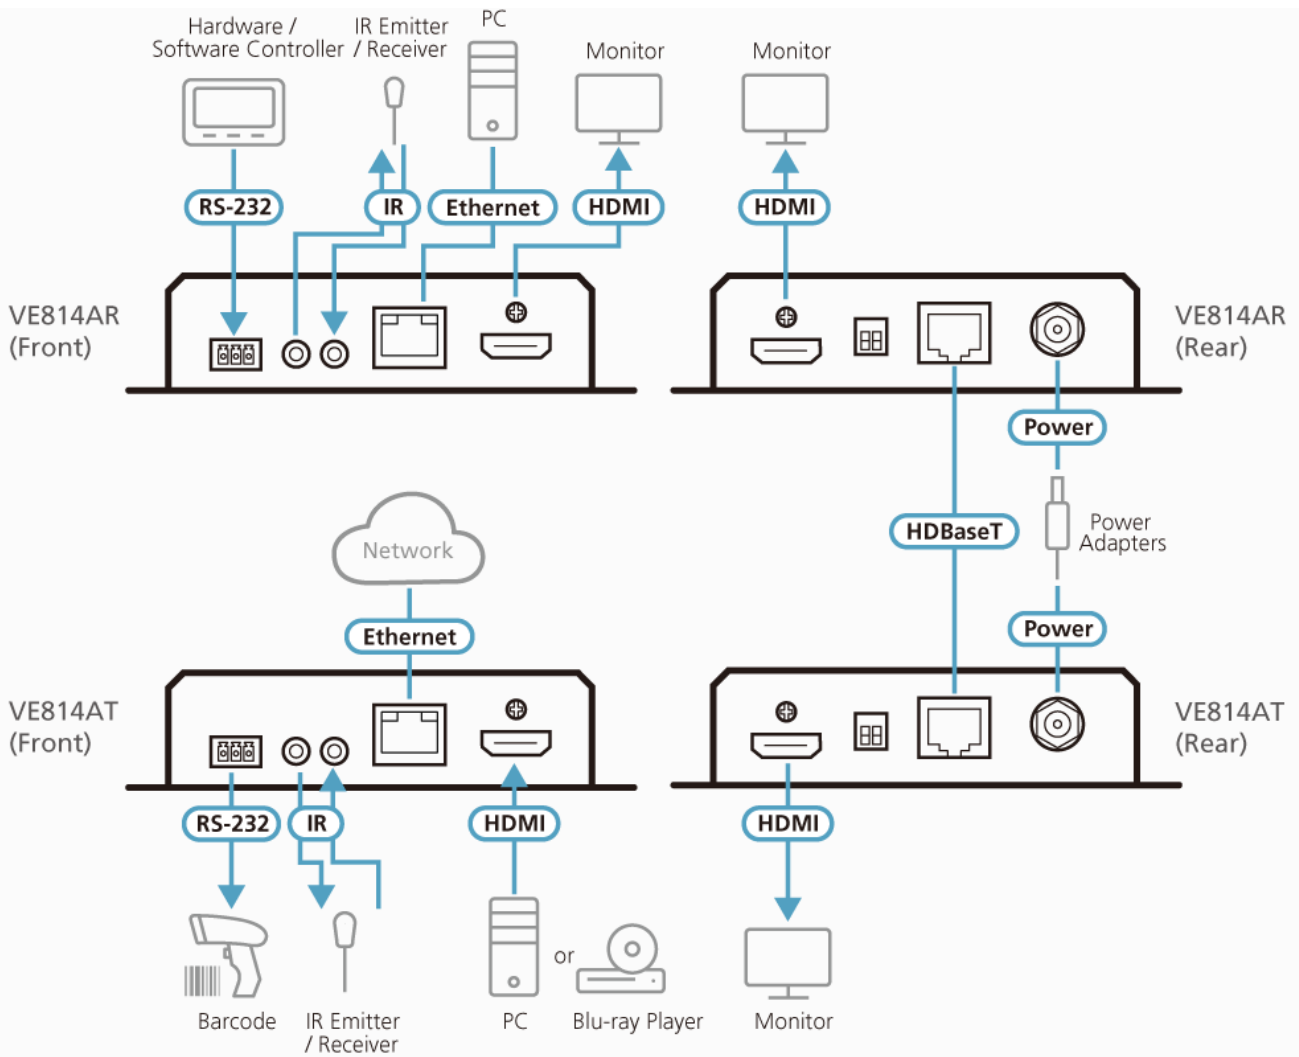 Hardware /
Software Controller
IR Emitter
/ Receiver
PC
Monitor
Monitor
RS-232
IR
Ethernet
HDMI
HDMI
VE814AR
(Front)
VE814AR
(Rear)
Power
HDBaseT
Power
Adapters
Network
Ethernet
Power
VE814AT
(Front)
VE814AT
(Rear)
RS-232
IR
HDMI
HDMI
or
Barcode
IR Emitter
/ Receiver
PC
Blu-ray Player
Monitor